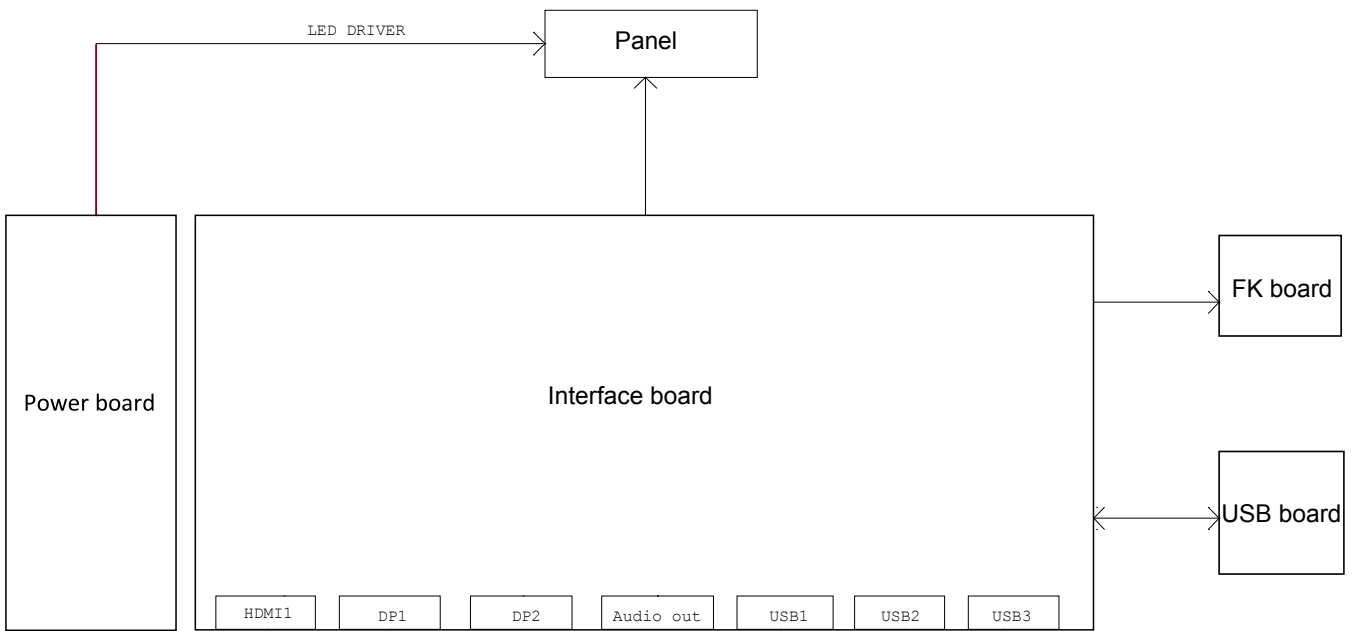 LED DRIVER
Panel
FK board
Power board
Interface board
USB board
HDMI1
DP1
DP2
Audio out
USB1
USB2
USB3